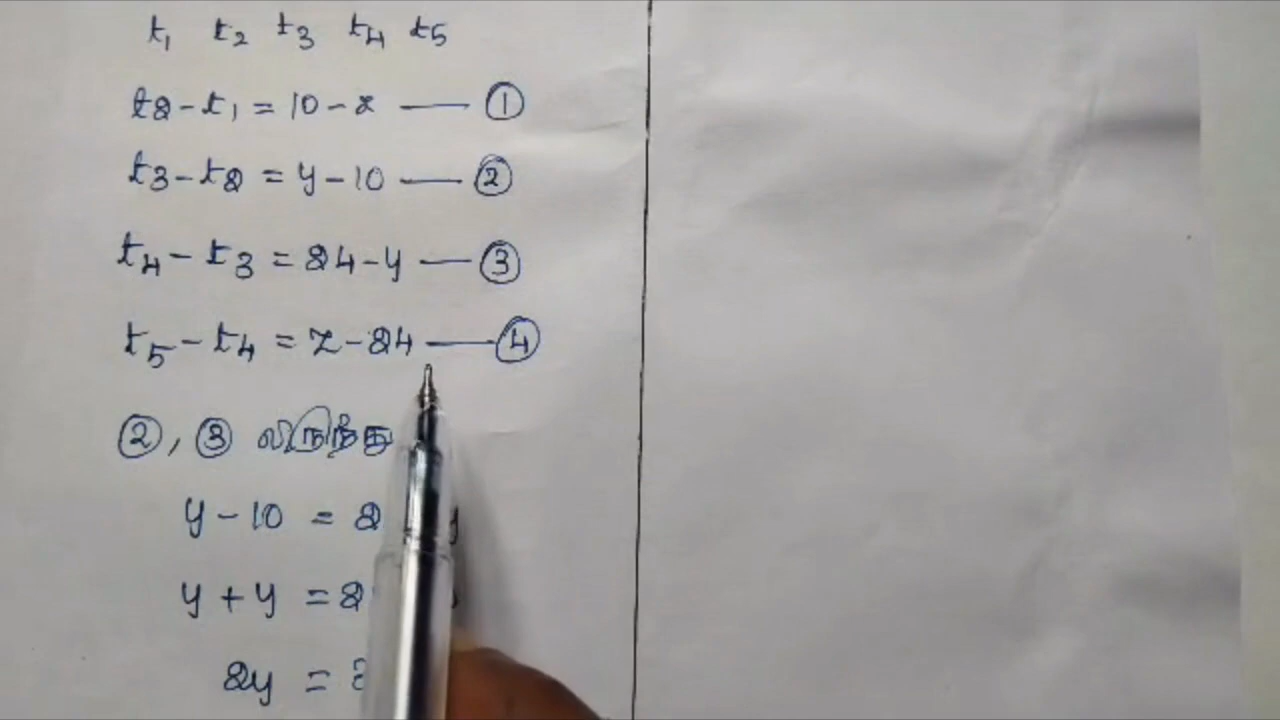 t₁ t₂ t₃ t₄ t₅
t2 - t₁ = 10 - x — ①
t₃ - t2 = y - 10 — ②
t₄ - t₃ = 24 - y — ③
t₅ - t₄ = z - 24 — ④
②, ③ லிருந்து
y - 10 = 2 y
y + y = 2
2y =